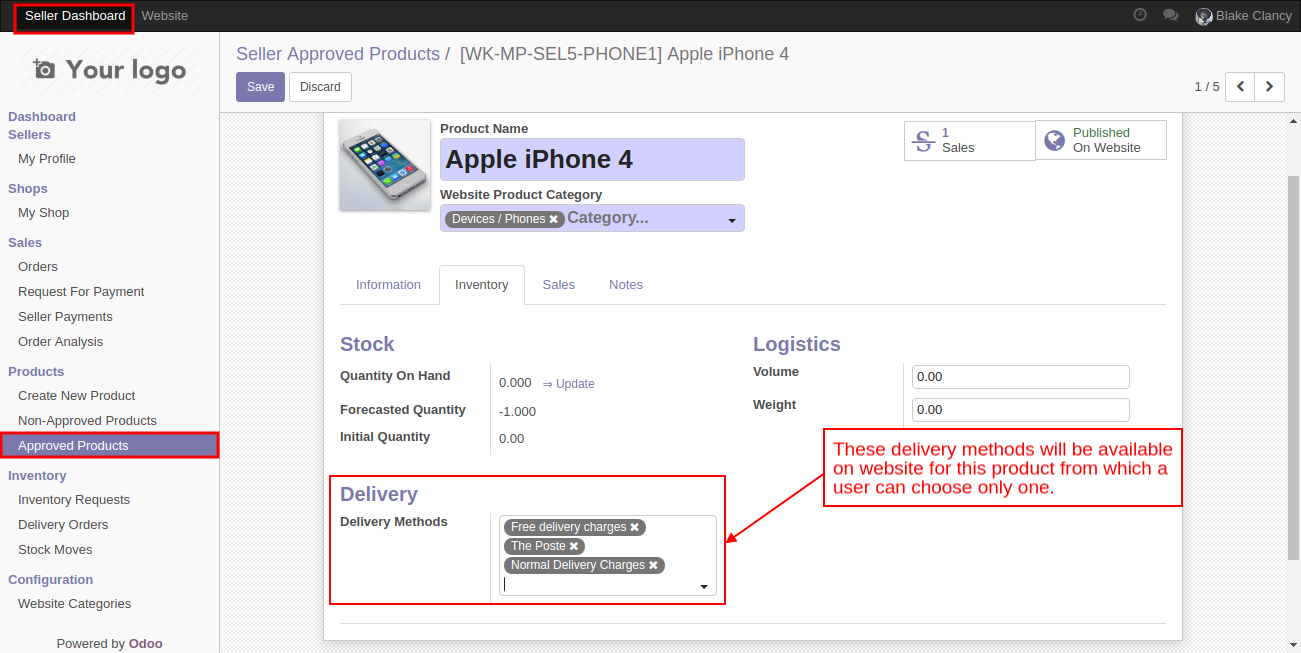 Seller Dashboard Website Blake Clancy
Your logo
Seller Approved Products / [WK-MP-SEL5-PHONE1] Apple iPhone 4
Save Discard 1 / 5
Dashboard
Sellers
My Profile
Shops
My Shop
Sales
Orders
Request For Payment
Seller Payments
Order Analysis
Products
Create New Product
Non-Approved Products
Approved Products
Inventory
Inventory Requests
Delivery Orders
Stock Moves
Configuration
Website Categories
Powered by Odoo
Product Name
Apple iPhone 4
Website Product Category
Devices / Phones ✖ Category...
1
Sales
Published
On Website
Information Inventory Sales Notes
Stock
Quantity On Hand 0.000 ⇒ Update
Forecasted Quantity -1.000
Initial Quantity 0.00
Logistics
Volume 0.00
Weight 0.00
Delivery
Delivery Methods
Free delivery charges ✖
The Poste ✖
Normal Delivery Charges ✖
These delivery methods will be available
on website for this product from which a
user can choose only one.